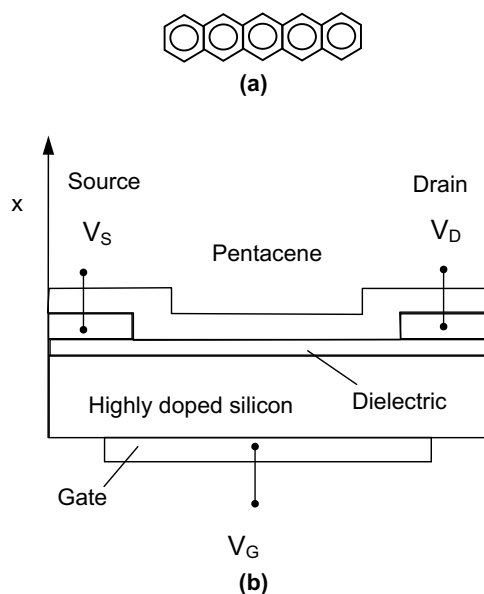 (a)
x
Source
Drain
V_S
Pentacene
V_D
Highly doped silicon
Dielectric
Gate
V_G
(b)